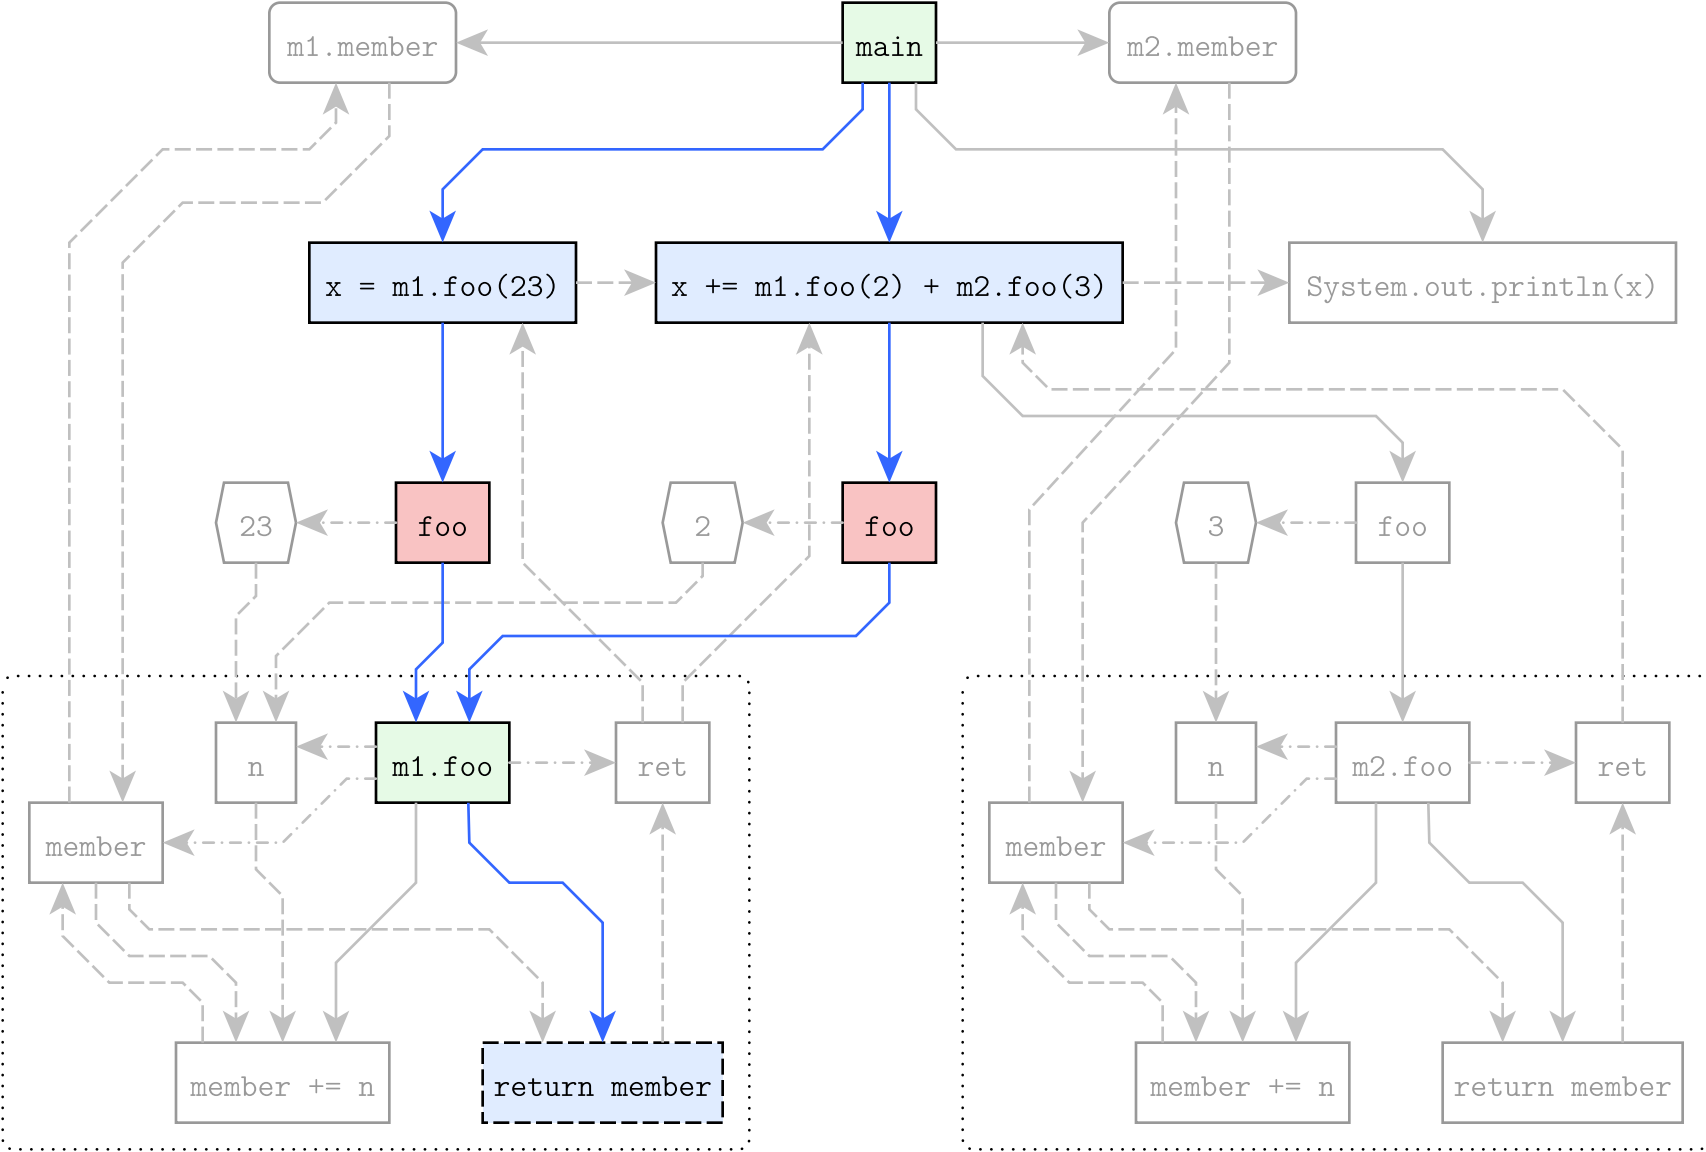 m1.member
main
m2.member
x = m1.foo(23)
x += m1.foo(2) + m2.foo(3)
System.out.println(x)
23
foo
2
foo
3
foo
n
m1.foo
ret
n
m2.foo
ret
member
member
member += n
return member
member += n
return member